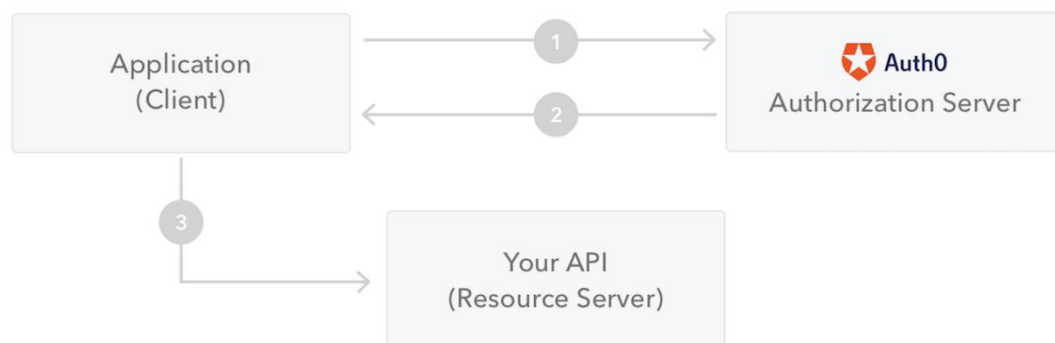 Application
(Client)
1
Auth0
Authorization Server
2
3
Your API
(Resource Server)